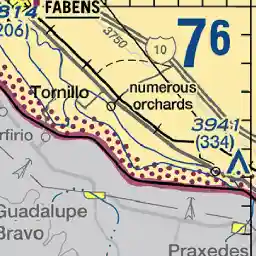 FABENS
814
206)
3750
10
76
Tornillo
numerous
orchards
3941
(334)
rfirio
Guadalupe
Bravo
Praxedes